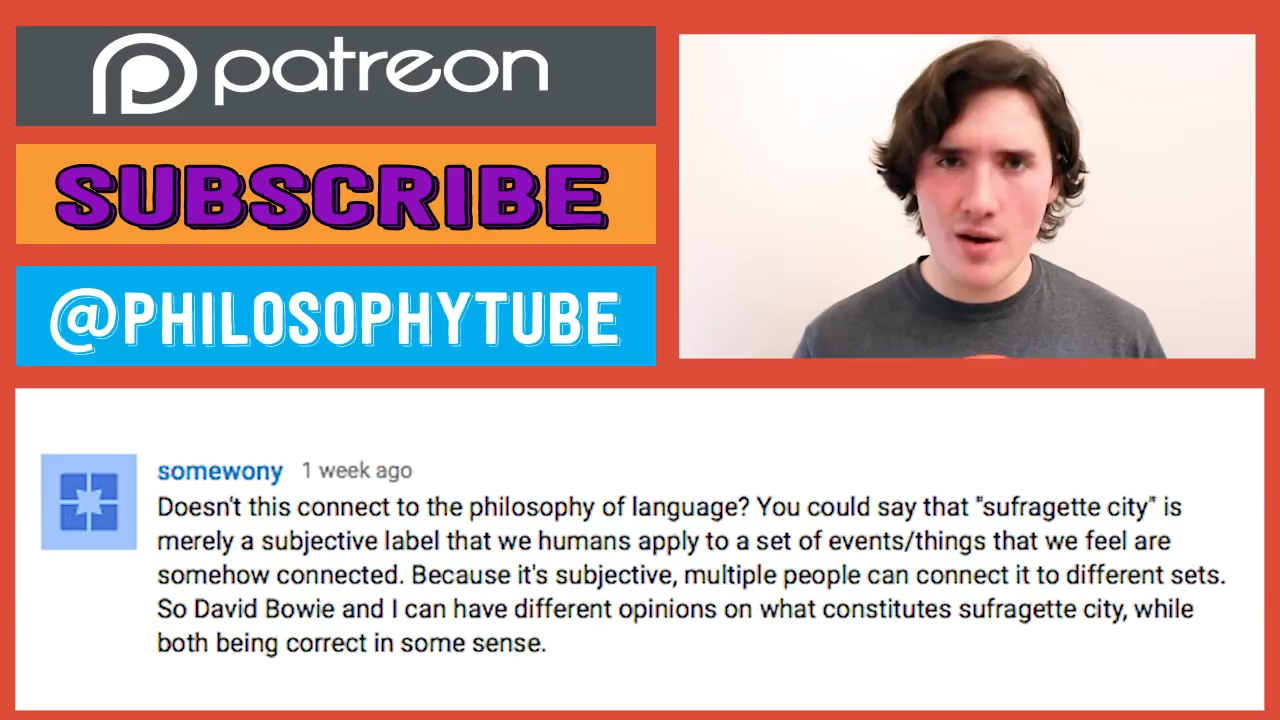 patreon
SUBSCRIBE
@PHILOSOPHYTUBE
somewony 1 week ago
Doesn't this connect to the philosophy of language? You could say that "sufragette city" is
merely a subjective label that we humans apply to a set of events/things that we feel are
somehow connected. Because it's subjective, multiple people can connect it to different sets.
So David Bowie and I can have different opinions on what constitutes sufragette city, while
both being correct in some sense.